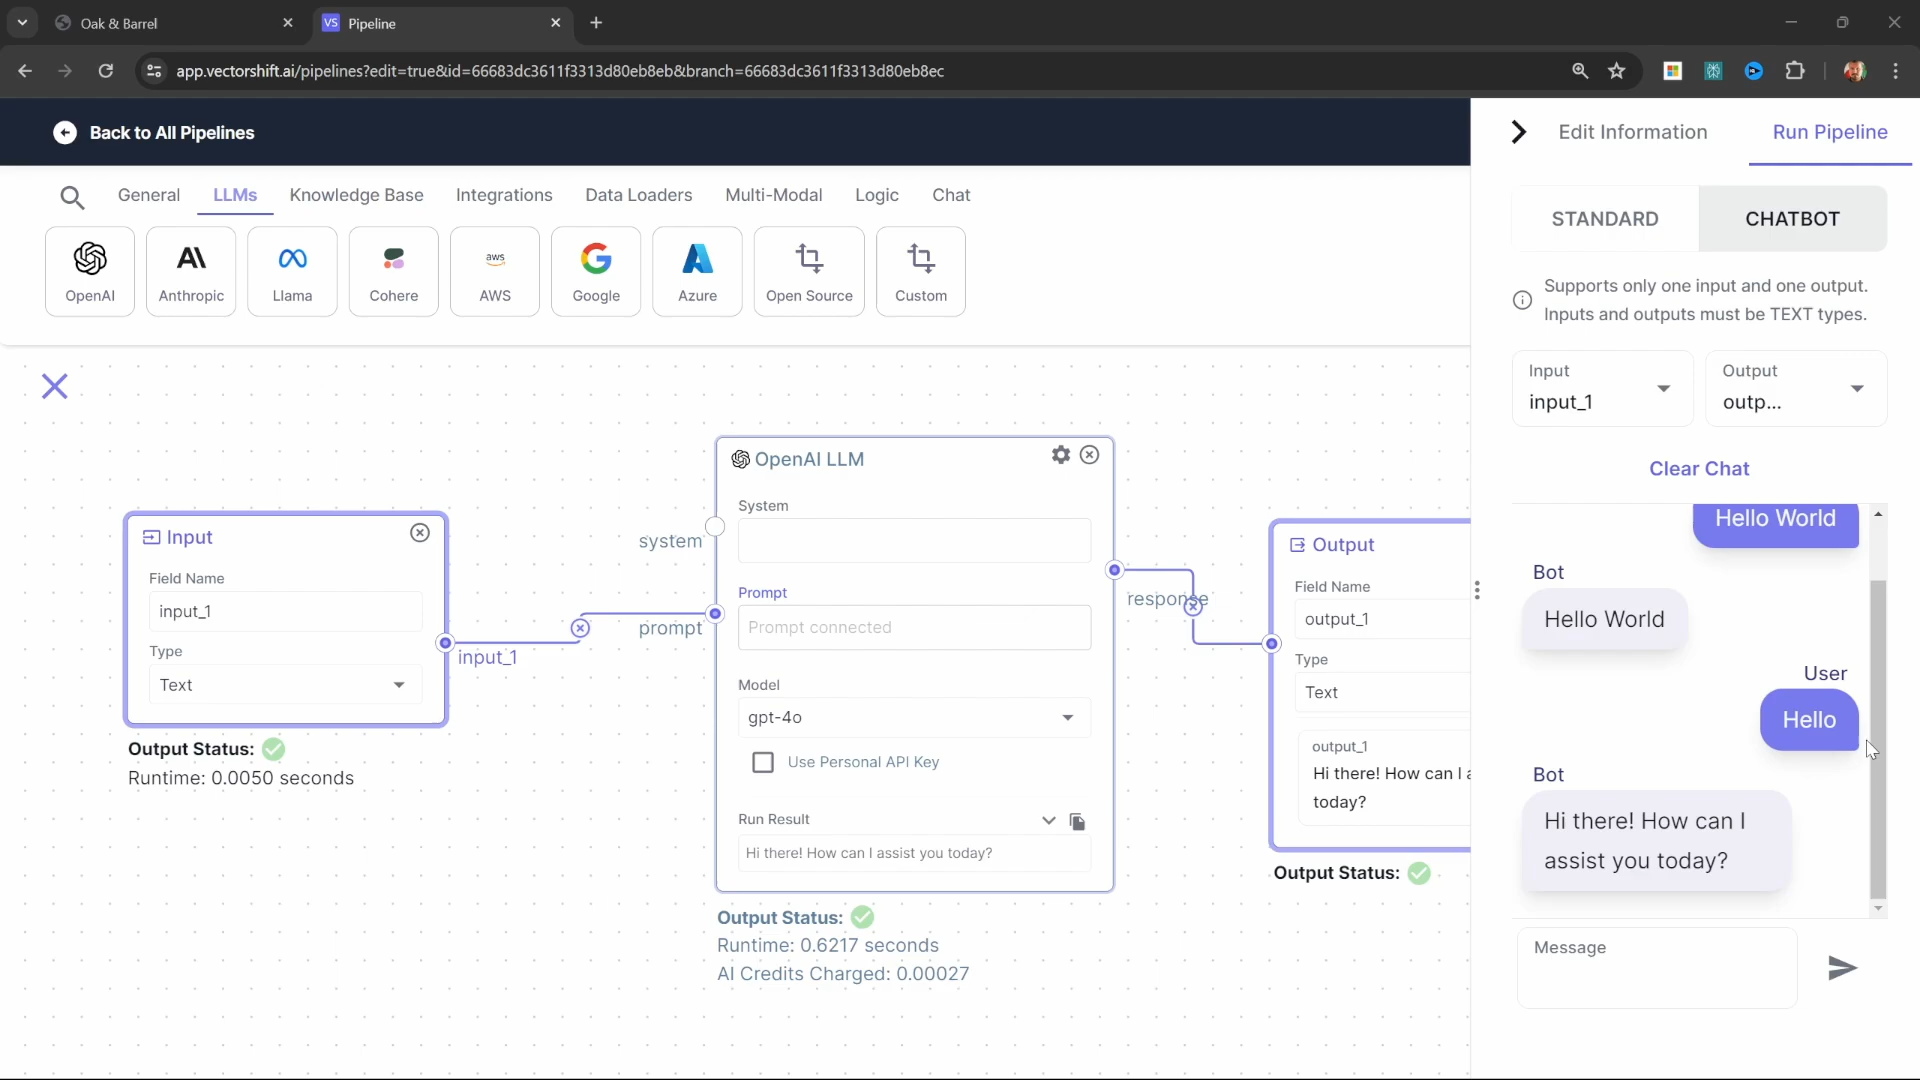 Oak & Barrel
VS Pipeline
app.vectorshift.ai/pipelines?edit=true&id=66683dc3611f3313d80eb8eb&branch=66683dc3611f3313d80eb8ec
Back to All Pipelines
Edit Information
Run Pipeline
General
LLMs
Knowledge Base
Integrations
Data Loaders
Multi-Modal
Logic
Chat
OpenAI
Anthropic
Llama
Cohere
aws
AWS
Google
Azure
Open Source
Custom
STANDARD
CHATBOT
Supports only one input and one output.
Inputs and outputs must be TEXT types.
Input
input_1
Output
outp...
Clear Chat
Input
Field Name
input_1
Type
Text
input_1
Output Status:
Runtime: 0.0050 seconds
OpenAI LLM
system
System
prompt
Prompt
Prompt connected
Model
gpt-4o
Use Personal API Key
Run Result
Hi there! How can I assist you today?
response
Output Status:
Runtime: 0.6217 seconds
AI Credits Charged: 0.00027
Output
Field Name
output_1
Type
Text
output_1
Hi there! How can I a
today?
Output Status:
Hello World
Bot
Hello World
User
Hello
Bot
Hi there! How can I
assist you today?
Message